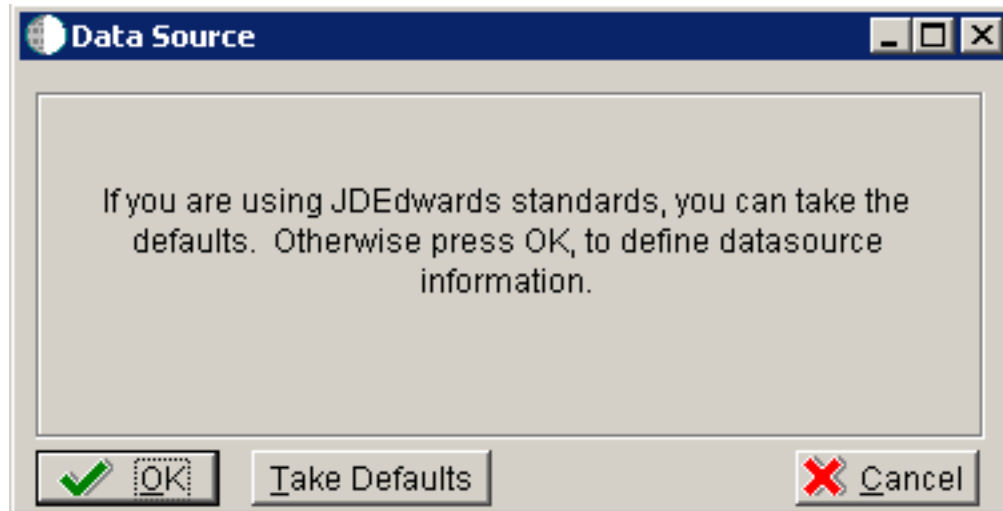 Data Source
If you are using JDEdwards standards, you can take the
defaults. Otherwise press OK, to define datasource
information.
OK
Take Defaults
Cancel